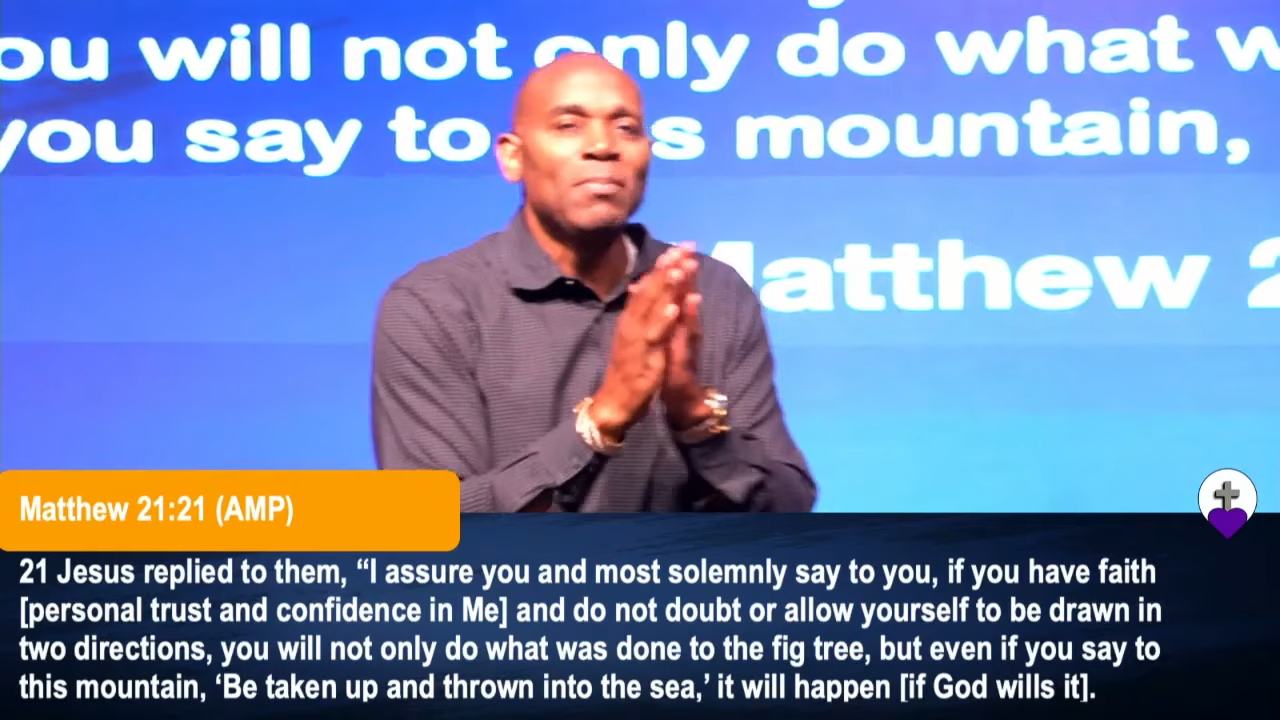 ou will not only do what w
you say to this mountain,
Matthew 2
Matthew 21:21 (AMP)
21 Jesus replied to them, “I assure you and most solemnly say to you, if you have faith
[personal trust and confidence in Me] and do not doubt or allow yourself to be drawn in
two directions, you will not only do what was done to the fig tree, but even if you say to
this mountain, ‘Be taken up and thrown into the sea,’ it will happen [if God wills it].